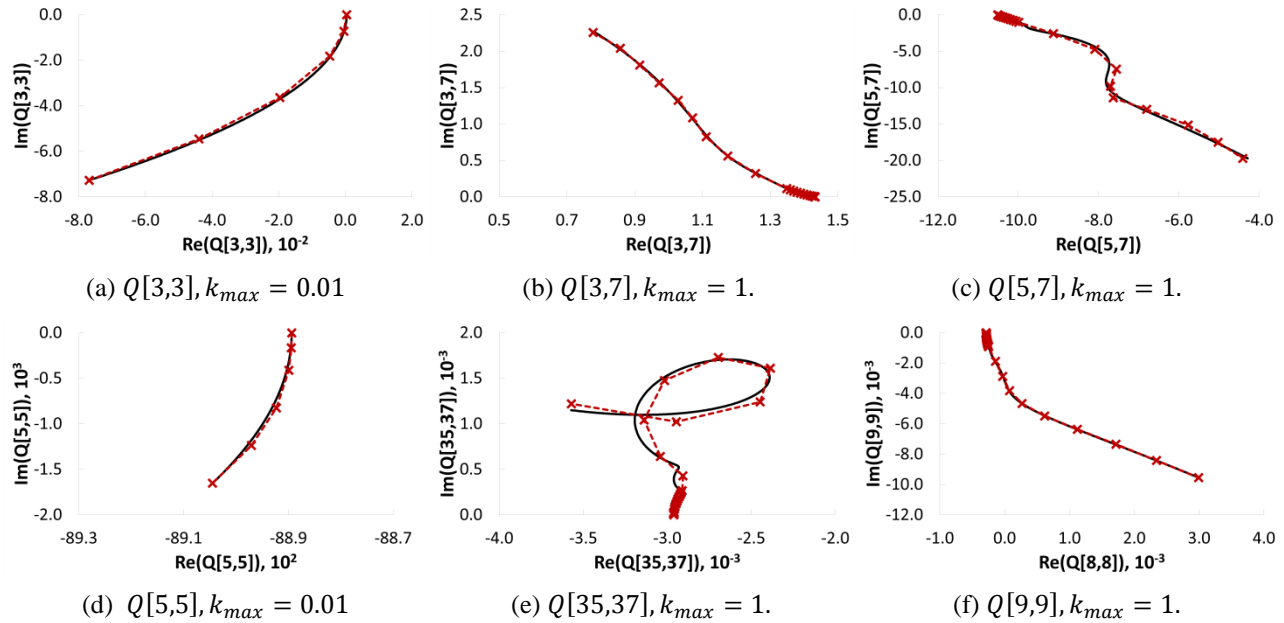 0.0
-2.0
-4.0
-6.0
-8.0
Im(Q[3,3])
-8.0 -6.0 -4.0 -2.0 0.0 2.0
Re(Q[3,3]), 10⁻²
(a) Q[3,3], k_max = 0.01
2.5
2.0
1.5
1.0
0.5
0.0
Im(Q[3,7])
0.5 0.7 0.9 1.1 1.3 1.5
Re(Q[3,7])
(b) Q[3,7], k_max = 1.
0.0
-5.0
-10.0
-15.0
-20.0
-25.0
Im(Q[5,7])
-12.0 -10.0 -8.0 -6.0 -4.0
Re(Q[5,7])
(c) Q[5,7], k_max = 1.
0.0
-0.5
-1.0
-1.5
-2.0
Im(Q[5,5]), 10³
-89.3 -89.1 -88.9 -88.7
Re(Q[5,5]), 10²
(d) Q[5,5], k_max = 0.01
2.0
1.5
1.0
0.5
0.0
Im(Q[35,37]), 10⁻³
-4.0 -3.5 -3.0 -2.5 -2.0
Re(Q[35,37]), 10⁻³
(e) Q[35,37], k_max = 1.
0.0
-2.0
-4.0
-6.0
-8.0
-10.0
-12.0
Im(Q[9,9]), 10⁻³
-1.0 0.0 1.0 2.0 3.0 4.0
Re(Q[8,8]), 10⁻³
(f) Q[9,9], k_max = 1.